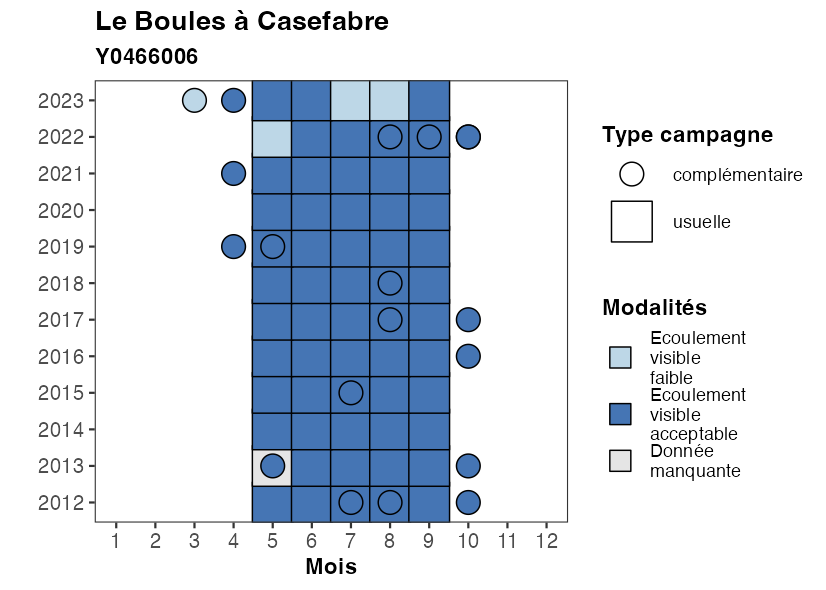 Le Boules à Casefabre
Y0466006
2023
2022
2021
2020
2019
2018
2017
2016
2015
2014
2013
2012
1 2 3 4 5 6 7 8 9 10 11 12
Mois
Type campagne
complémentaire
usuelle
Modalités
Ecoulement
visible
faible
Ecoulement
visible
acceptable
Donnée
manquante